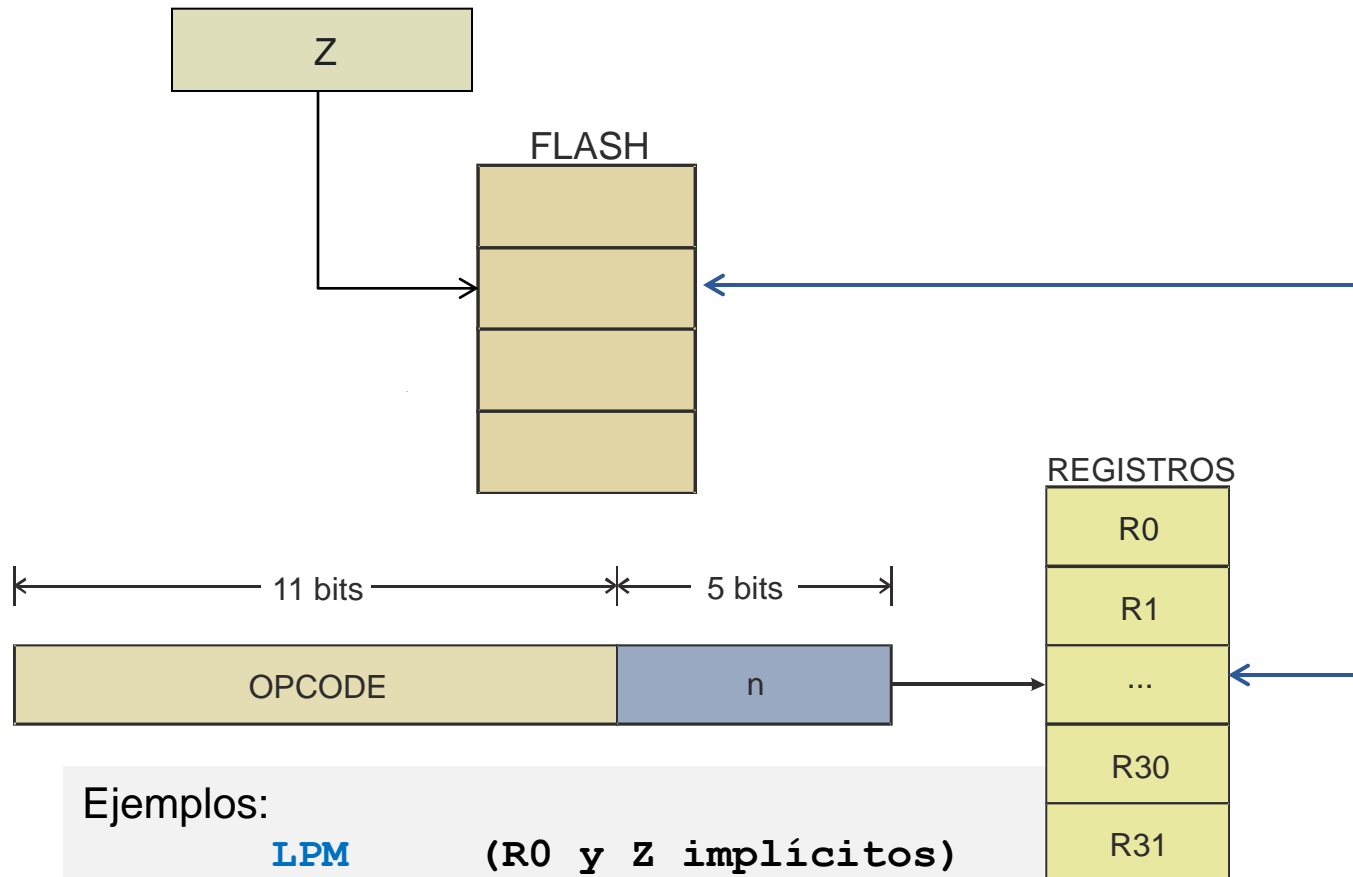 Z
FLASH
REGISTROS
R0
11 bits
5 bits
R1
OPCODE
n
...
R30
Ejemplos:
LPM (R0 y Z implícitos)
R31